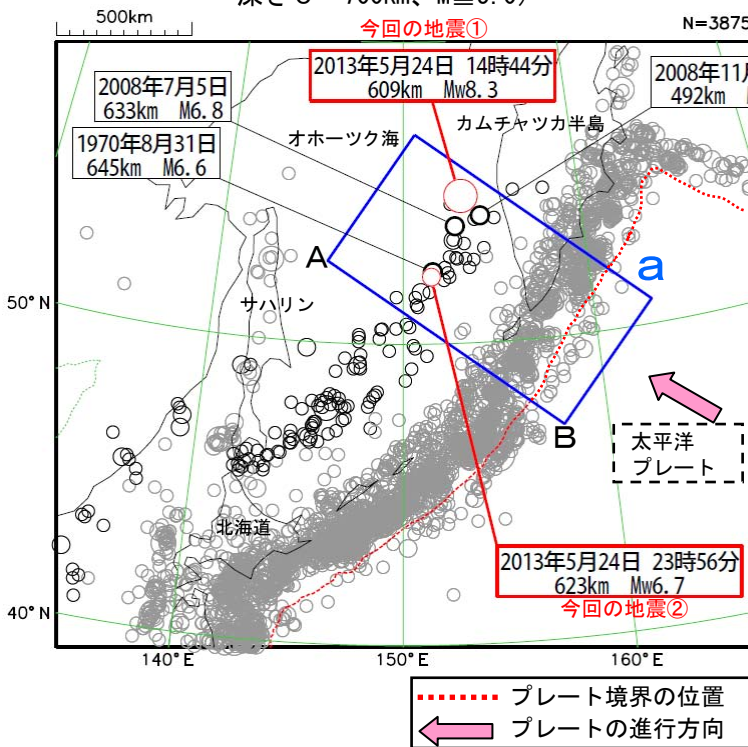 500km
今回の地震①
N=3875
2013年5月24日 14時44分
609km Mw8.3
2008年7月5日
633km M6.8
2008年11月
492km
1970年8月31日
645km M6.6
オホーツク海
カムチャツカ半島
A
a
サハリン
50°N
B
太平洋
プレート
北海道
2013年5月24日 23時56分
623km Mw6.7
今回の地震②
40°N
140°E
150°E
160°E
プレート境界の位置
プレートの進行方向